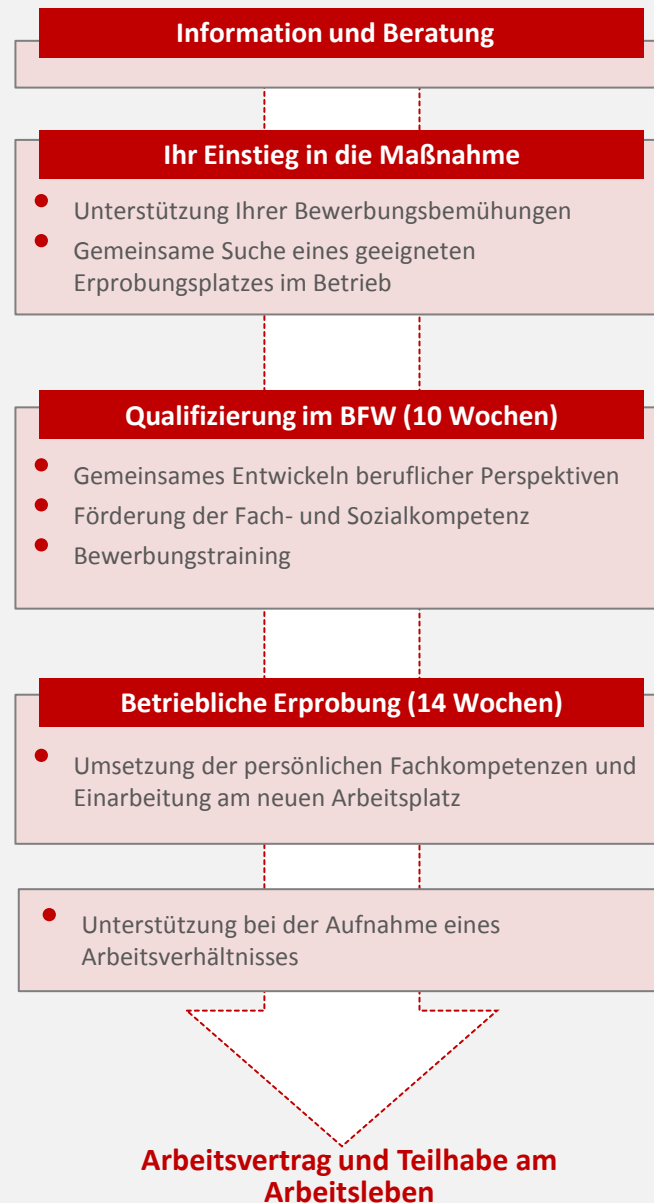 Information und Beratung
Ihr Einstieg in die Maßnahme
Unterstützung Ihrer Bewerbungsbemühungen
Gemeinsame Suche eines geeigneten
Erprobungsplatzes im Betrieb
Qualifizierung im BFW (10 Wochen)
Gemeinsames Entwickeln beruflicher Perspektiven
Förderung der Fach- und Sozialkompetenz
Bewerbungstraining
Betriebliche Erprobung (14 Wochen)
Umsetzung der persönlichen Fachkompetenzen und
Einarbeitung am neuen Arbeitsplatz
Unterstützung bei der Aufnahme eines
Arbeitsverhältnisses
Arbeitsvertrag und Teilhabe am
Arbeitsleben